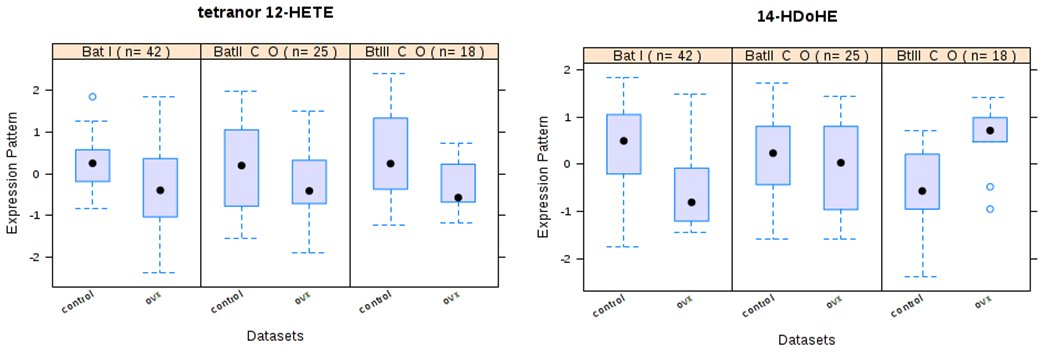 tetranor 12-HETE
Bat I ( n= 42 ) BatII C O ( n= 25 ) BtIII C O ( n= 18 )
Expression Pattern
2
1
0
-1
-2
control ovx control ovx control ovx
Datasets
14-HDoHE
Bat I ( n= 42 ) BatII C O ( n= 25 ) BtIII C O ( n= 18 )
Expression Pattern
2
1
0
-1
-2
control ovx control ovx control ovx
Datasets